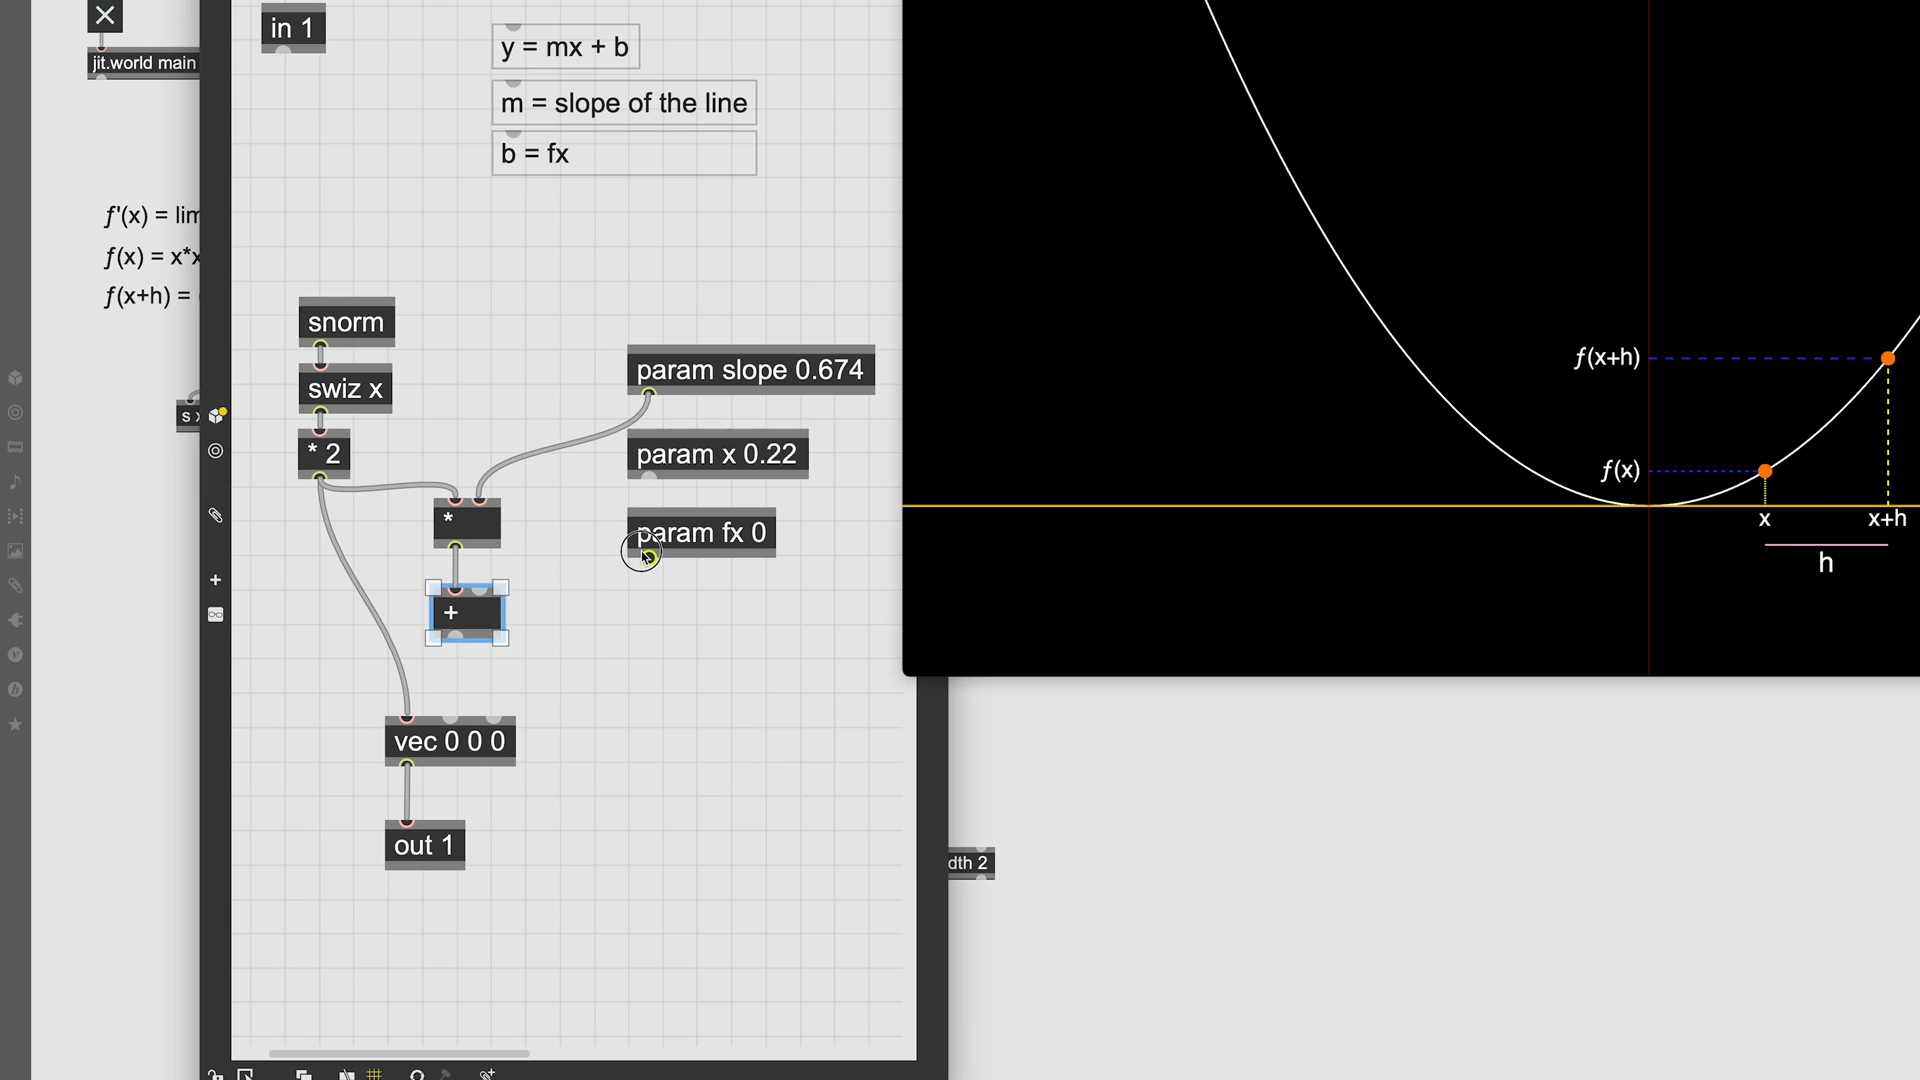 in 1
y = mx + b
m = slope of the line
b = fx
jit.world main
ƒ'(x) = lim
ƒ(x) = x*x
ƒ(x+h) =
s x
snorm
swiz x
* 2
param slope 0.674
param x 0.22
*
param fx 0
+
vec 0 0 0
out 1
dth 2
ƒ(x+h)
ƒ(x)
x
x+h
h